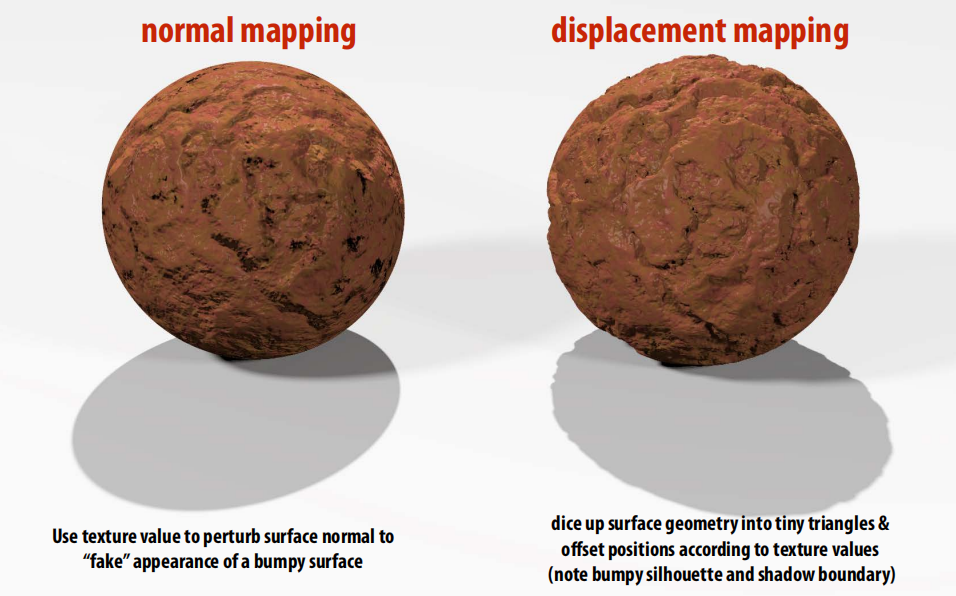 normal mapping
displacement mapping
Use texture value to perturb surface normal to
“fake” appearance of a bumpy surface
dice up surface geometry into tiny triangles &
offset positions according to texture values
(note bumpy silhouette and shadow boundary)